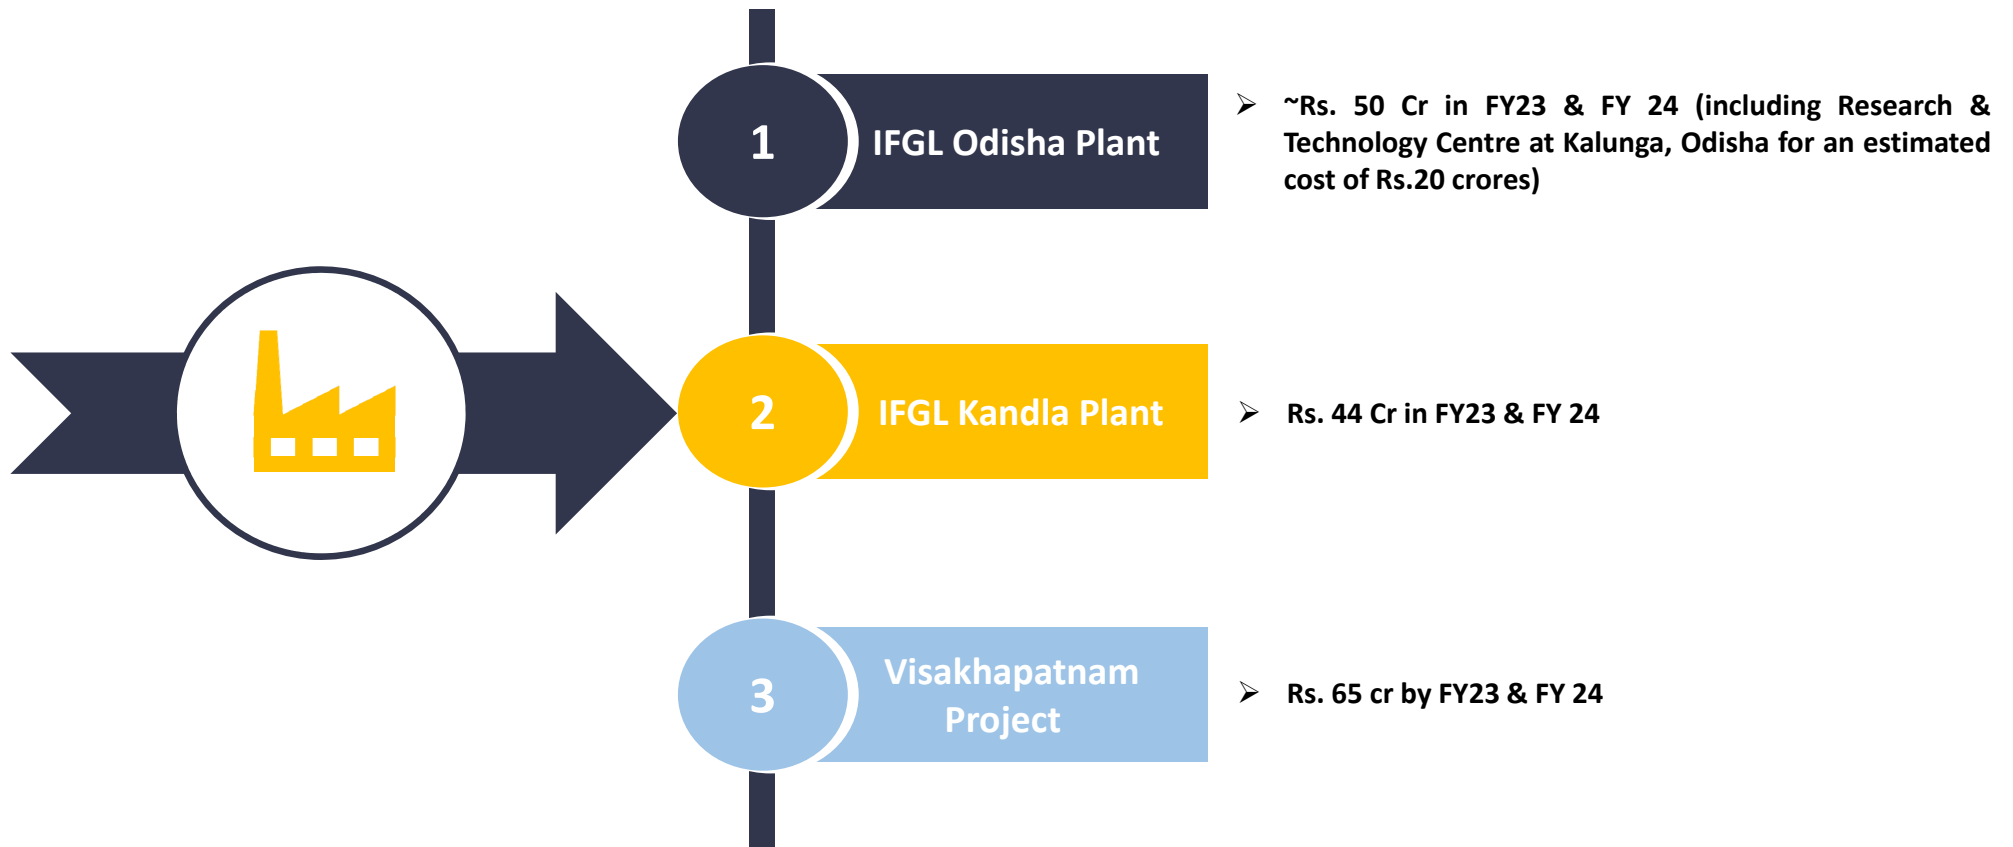 1
IFGL Odisha Plant
➢ ~Rs. 50 Cr in FY23 & FY 24 (including Research &
Technology Centre at Kalunga, Odisha for an estimated
cost of Rs.20 crores)
2
IFGL Kandla Plant
➢ Rs. 44 Cr in FY23 & FY 24
3
Visakhapatnam
Project
➢ Rs. 65 cr by FY23 & FY 24